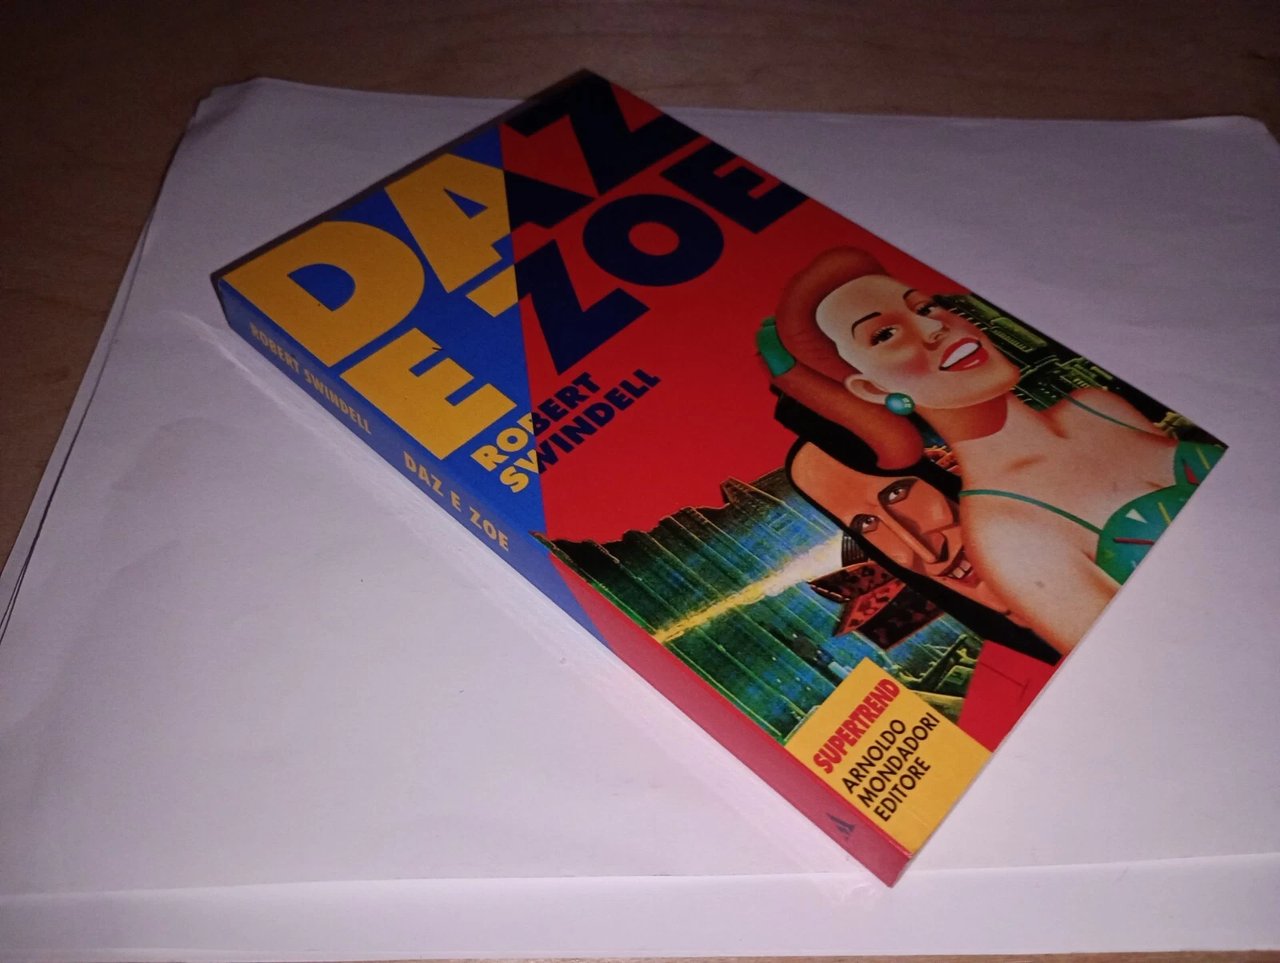 DAZ
E ZOE
ROBERT
SWINDELL
SUPERTREND
ARNOLDO
MONDADORI
EDITORE
ROBERT SWINDELL
DAZ E ZOE